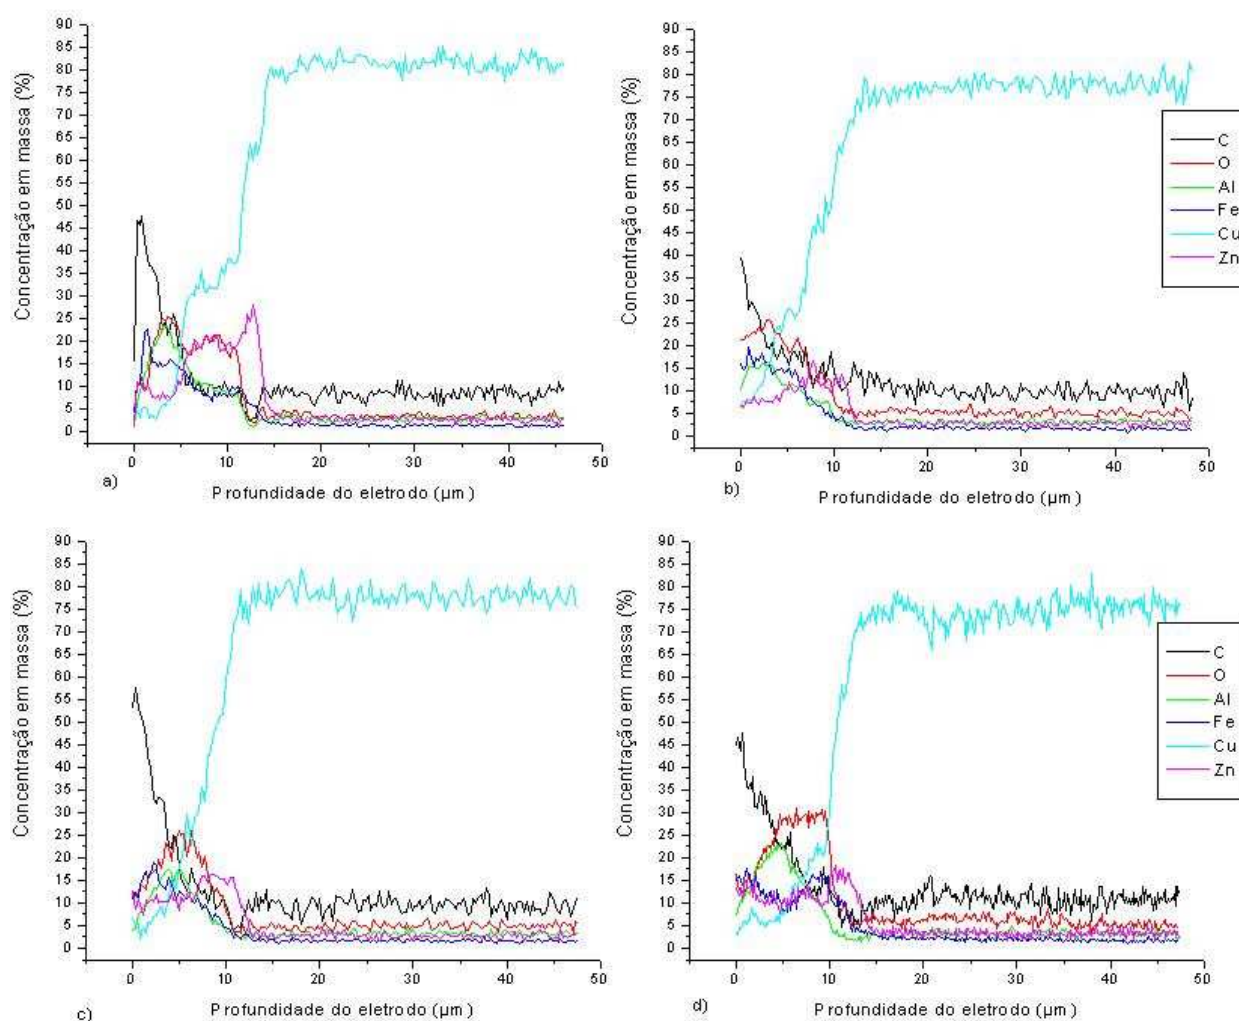 Concentração em massa (%)
90
85
80
75
70
65
60
55
50
45
40
35
30
25
20
15
10
5
0
0 10 20 30 40 50
a)
Profundidade do eletrodo (µm)
Concentração em massa (%)
90
85
80
75
70
65
60
55
50
45
40
35
30
25
20
15
10
5
0
0 10 20 30 40 50
b)
Profundidade do eletrodo (µm)
C
O
Al
Fe
Cu
Zn
Concentração em massa (%)
90
85
80
75
70
65
60
55
50
45
40
35
30
25
20
15
10
5
0
0 10 20 30 40 50
c)
Profundidade do eletrodo (µm)
Concentração em massa (%)
90
85
80
75
70
65
60
55
50
45
40
35
30
25
20
15
10
5
0
0 10 20 30 40 50
d)
Profundidade do eletrodo (µm)
C
O
Al
Fe
Cu
Zn